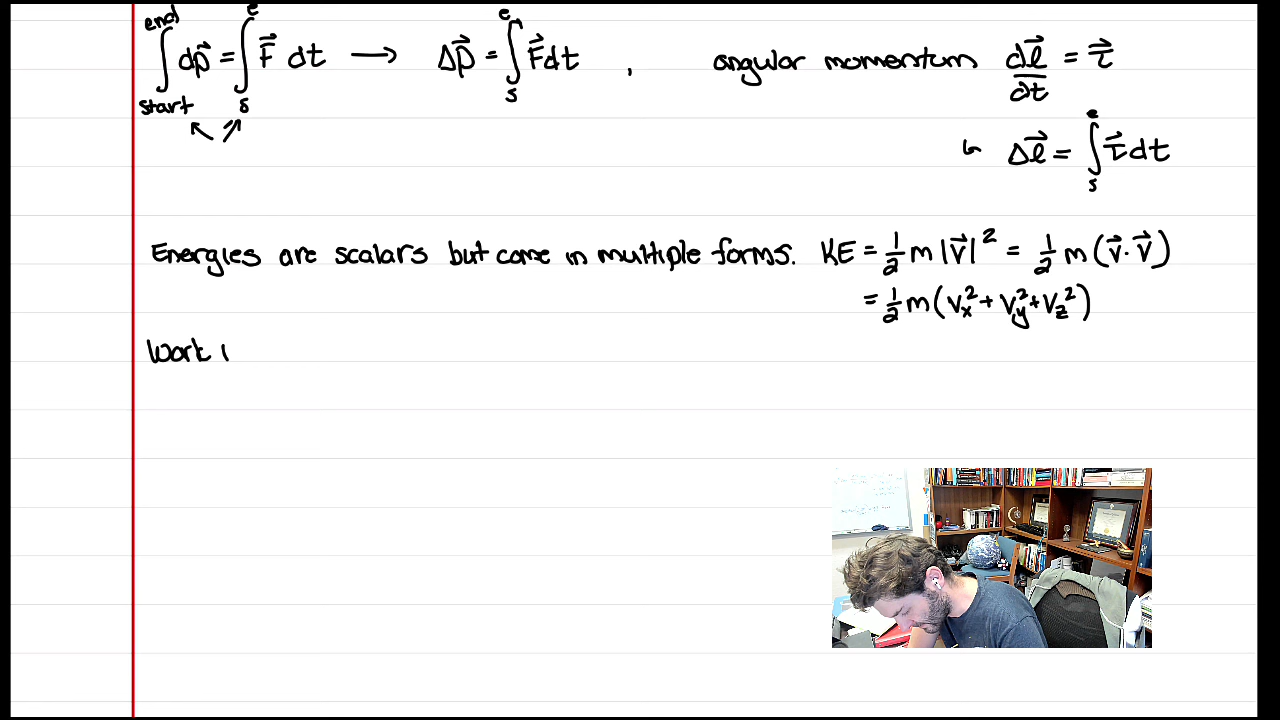 end e
∫ dp⃗ = ∫ F⃗ dt → Δp⃗ = ∫ F⃗ dt , angular momentum dℓ⃗/dt = τ⃗
start s s
↳ Δℓ⃗ = ∫ τ⃗ dt
Energies are scalars but come in multiple forms. KE = 1/2 m |v⃗|² = 1/2 m (v⃗ · v⃗)
= 1/2 m (Vx² + Vy² + Vz²)
Work